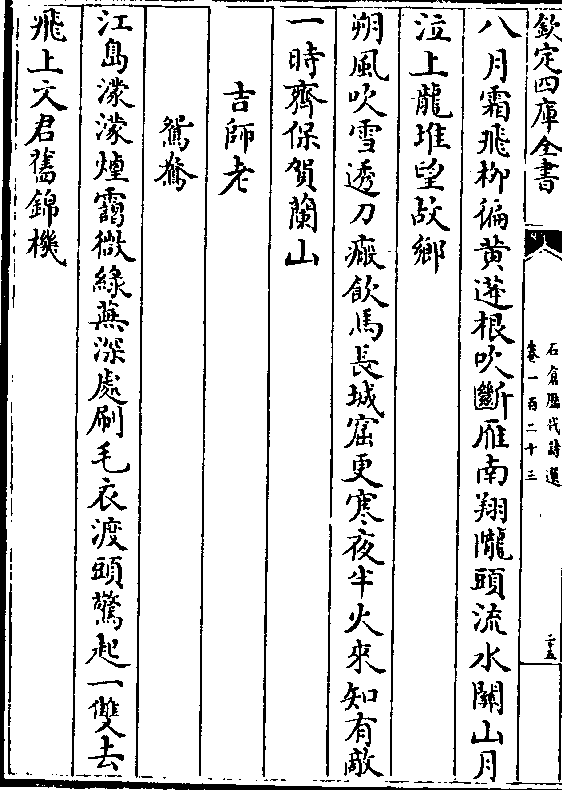 欽定四庫全書
石倉歷代詩選
卷一百二十三
二十五
八月霜飛柳徧黄蓬根吹斷雁南翔隴頭流水關山月
泣上龍堆望故鄉
朔風吹雪透刀瘢飲馬長城窟更寒夜半火來知有敵
一時齊保賀蘭山
吉師老
鴛鴦
江島濛濛煙靄微綠蕪深處刷毛衣渡頭驚起一雙去
飛上文君舊錦機